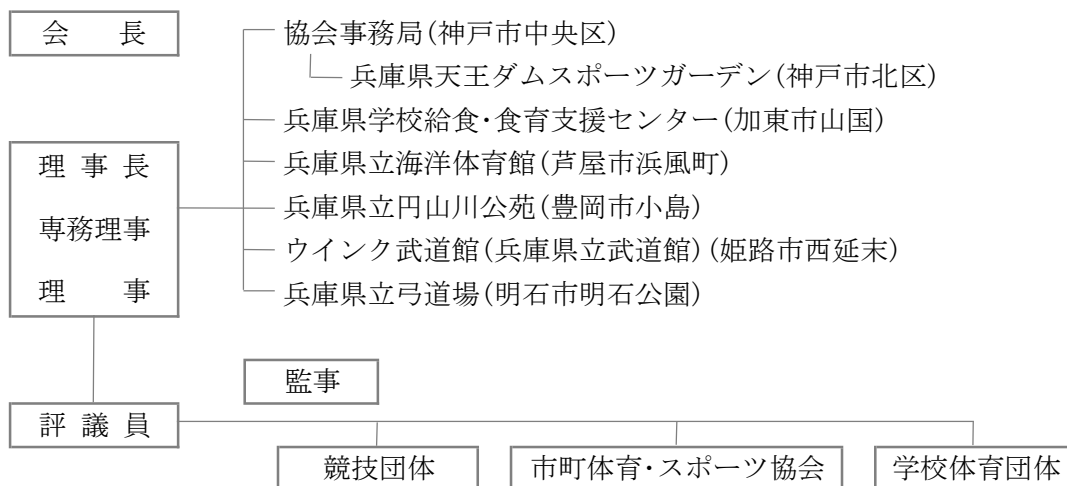 会長
協会事務局(神戸市中央区)
兵庫県天王ダムスポーツガーデン(神戸市北区)
兵庫県学校給食・食育支援センター(加東市山国)
兵庫県立海洋体育館(芦屋市浜風町)
兵庫県立円山川公苑(豊岡市小島)
ウインク武道館(兵庫県立武道館)(姫路市西延末)
兵庫県立弓道場(明石市明石公園)
理事長
専務理事
理事
監事
評議員
競技団体
市町体育・スポーツ協会
学校体育団体